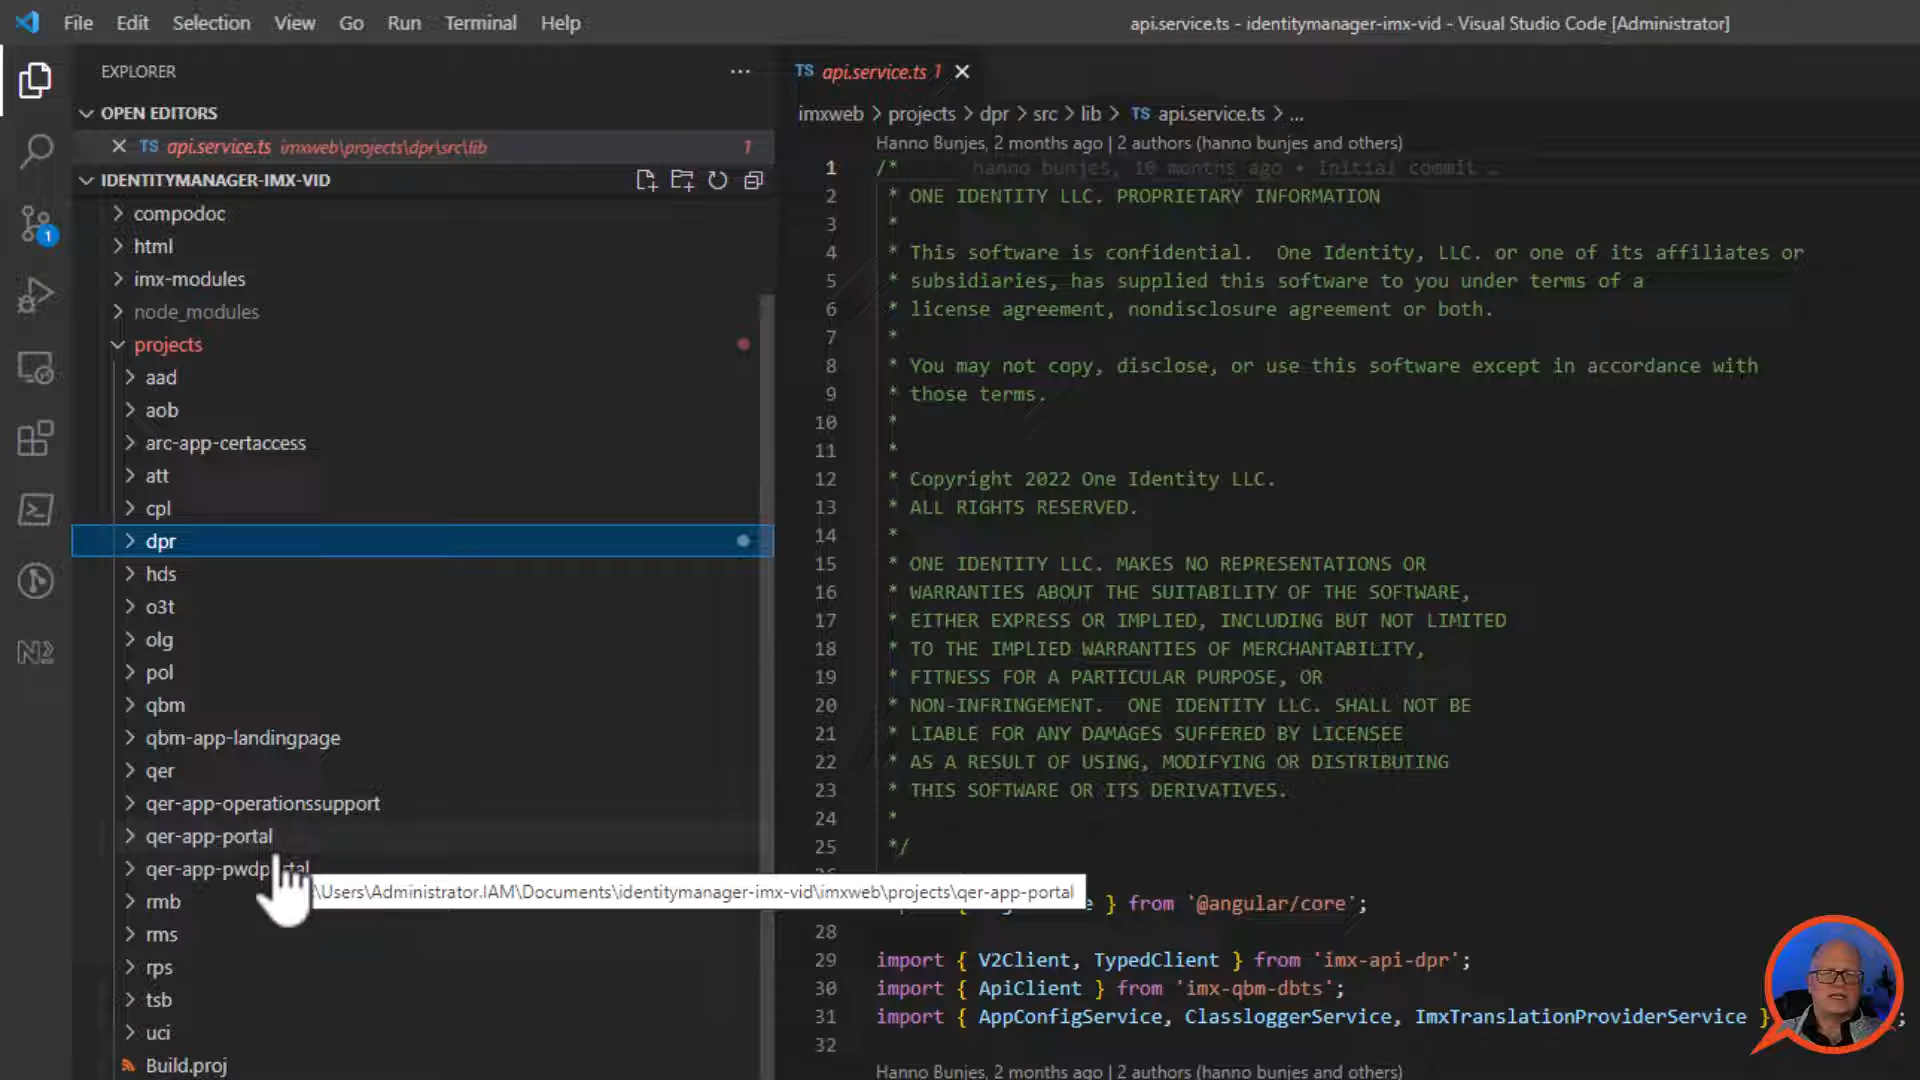 File Edit Selection View Go Run Terminal Help
api.service.ts - identitymanager-imx-vid - Visual Studio Code [Administrator]
EXPLORER
...
OPEN EDITORS
TS api.service.ts imxweb\projects\dpr\src\lib 1
IDENTITYMANAGER-IMX-VID
compodoc
html
imx-modules
node_modules
projects
aad
aob
arc-app-certaccess
att
cpl
dpr
hds
o3t
olg
pol
qbm
qbm-app-landingpage
qer
qer-app-operationssupport
qer-app-portal
\Users\Administrator.IAM\Documents\identitymanager-imx-vid\imxweb\projects\qer-app-portal
rmb
rms
rps
tsb
uci
Build.proj
1
TS api.service.ts 1
imxweb > projects > dpr > src > lib > TS api.service.ts > ...
Hanno Bunjes, 2 months ago | 2 authors (hanno bunjes and others)
1 /* hanno bunjes, 10 months ago • Initial commit …
2 * ONE IDENTITY LLC. PROPRIETARY INFORMATION
3 *
4 * This software is confidential. One Identity, LLC. or one of its affiliates or
5 * subsidiaries, has supplied this software to you under terms of a
6 * license agreement, nondisclosure agreement or both.
7 *
8 * You may not copy, disclose, or use this software except in accordance with
9 * those terms.
10 *
11 *
12 * Copyright 2022 One Identity LLC.
13 * ALL RIGHTS RESERVED.
14 *
15 * ONE IDENTITY LLC. MAKES NO REPRESENTATIONS OR
16 * WARRANTIES ABOUT THE SUITABILITY OF THE SOFTWARE,
17 * EITHER EXPRESS OR IMPLIED, INCLUDING BUT NOT LIMITED
18 * TO THE IMPLIED WARRANTIES OF MERCHANTABILITY,
19 * FITNESS FOR A PARTICULAR PURPOSE, OR
20 * NON-INFRINGEMENT. ONE IDENTITY LLC. SHALL NOT BE
21 * LIABLE FOR ANY DAMAGES SUFFERED BY LICENSEE
22 * AS A RESULT OF USING, MODIFYING OR DISTRIBUTING
23 * THIS SOFTWARE OR ITS DERIVATIVES.
24 *
25 */
} from '@angular/core';
28
29 import { V2Client, TypedClient } from 'imx-api-dpr';
30 import { ApiClient } from 'imx-qbm-dbts';
31 import { AppConfigService, ClassloggerService, ImxTranslationProviderService }
32
Hanno Bunjes, 2 months ago | 2 authors (hanno bunjes and others)